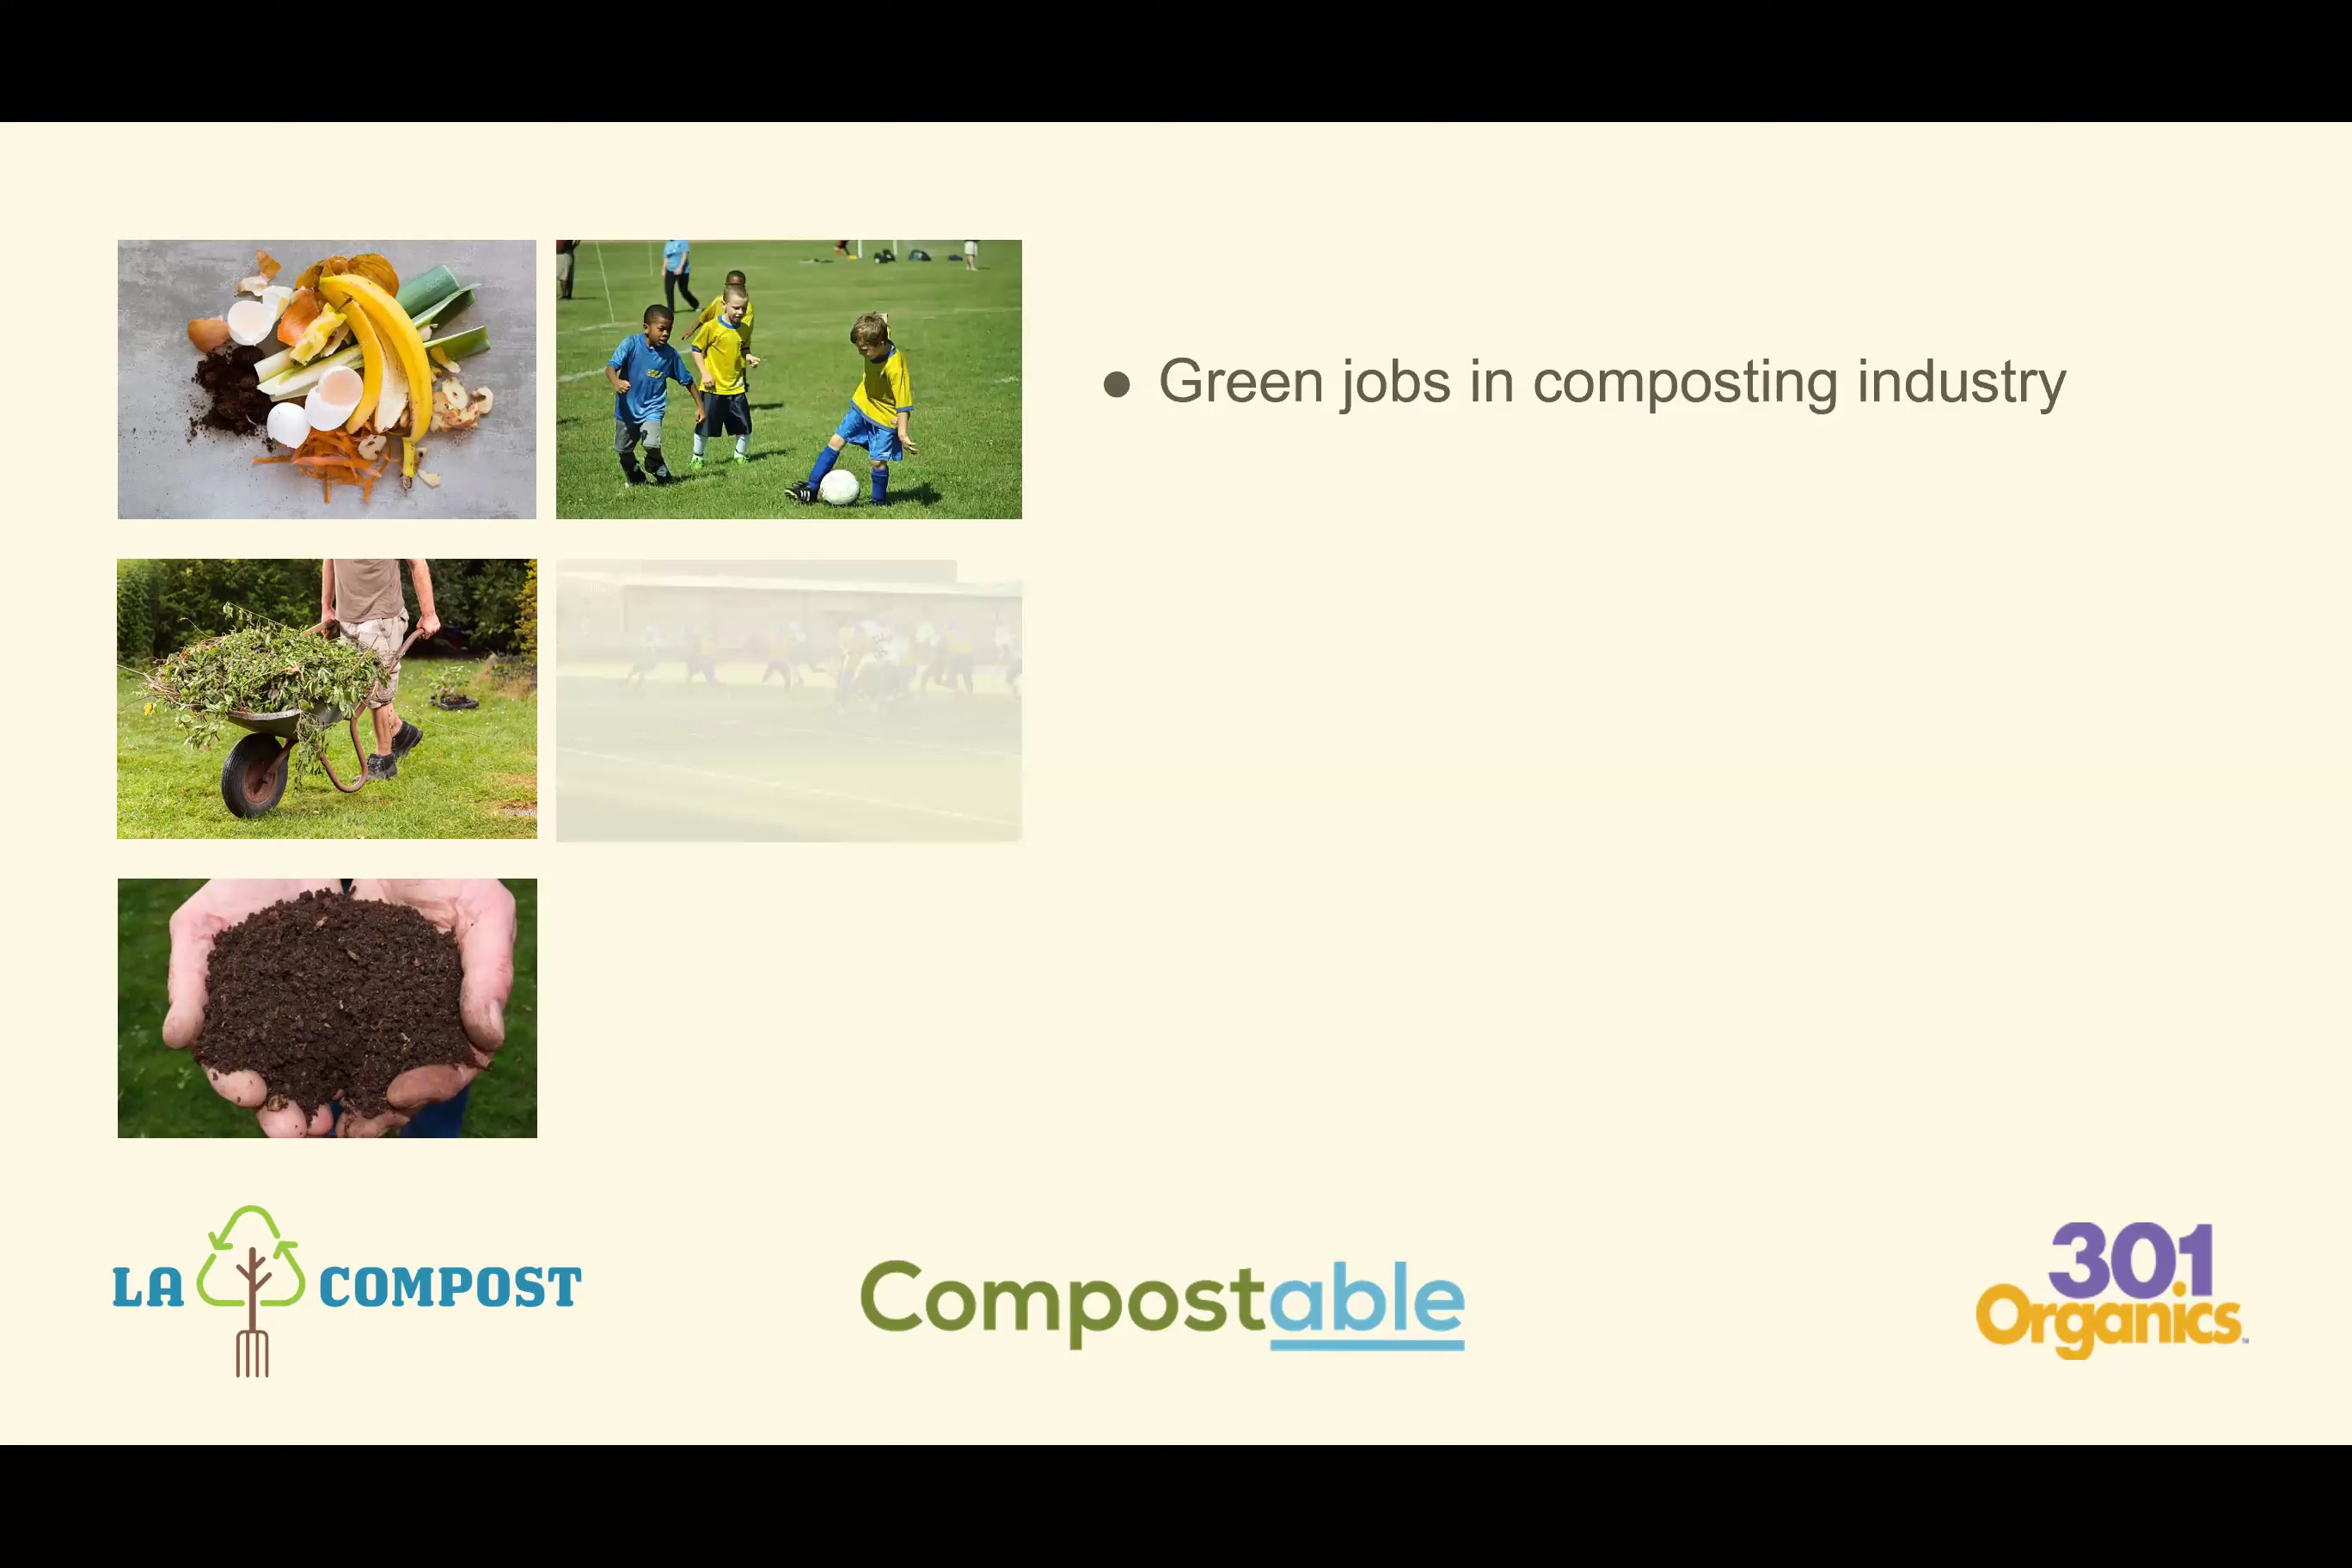 ● Green jobs in composting industry
LA COMPOST
Compostable
301
Organics